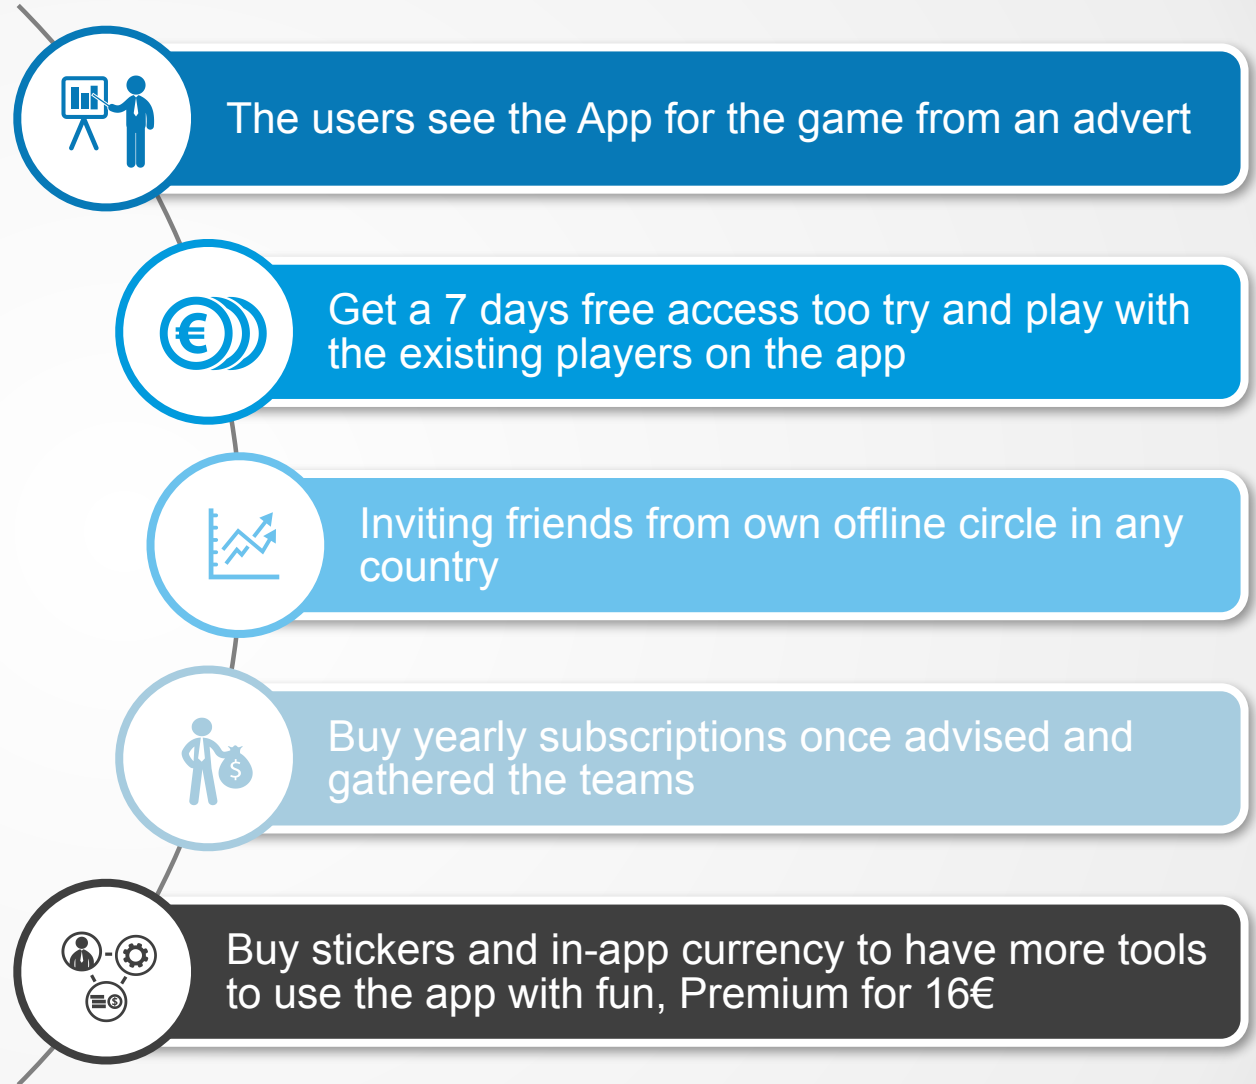 The users see the App for the game from an advert
€
Get a 7 days free access too try and play with
the existing players on the app
Inviting friends from own offline circle in any
country
$
Buy yearly subscriptions once advised and
gathered the teams
$
Buy stickers and in-app currency to have more tools
to use the app with fun, Premium for 16€